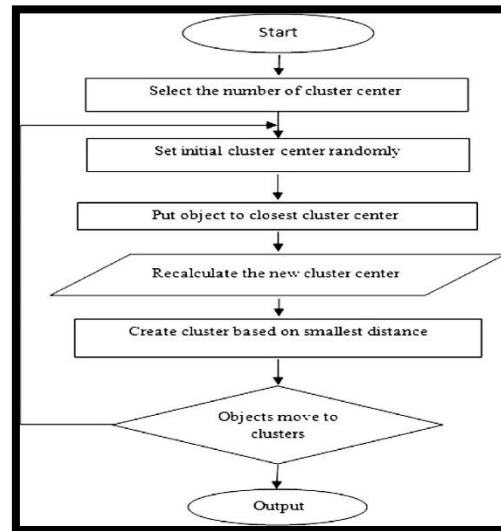 Start
Select the number of cluster center
Set initial cluster center randomly
Put object to closest cluster center
Recalculate the new cluster center
Create cluster based on smallest distance
Objects move to
clusters
Output